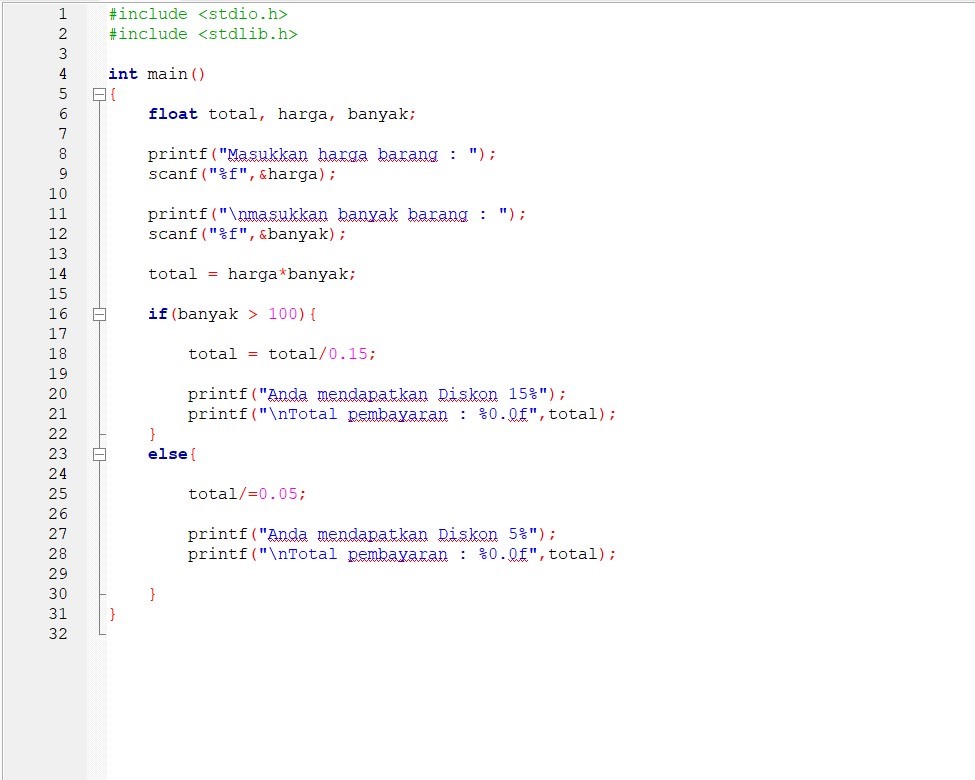 1 #include <stdio.h>
2 #include <stdlib.h>
3
4 int main()
5 {
6 float total, harga, banyak;
7
8 printf("Masukkan harga barang : ");
9 scanf("%f",&harga);
10
11 printf("\nmasukkan banyak barang : ");
12 scanf("%f",&banyak);
13
14 total = harga*banyak;
15
16 if(banyak > 100){
17
18 total = total/0.15;
19
20 printf("Anda mendapatkan Diskon 15%");
21 printf("\nTotal pembayaran : %0.0f",total);
22 }
23 else{
24
25 total/=0.05;
26
27 printf("Anda mendapatkan Diskon 5%");
28 printf("\nTotal pembayaran : %0.0f",total);
29
30 }
31 }
32